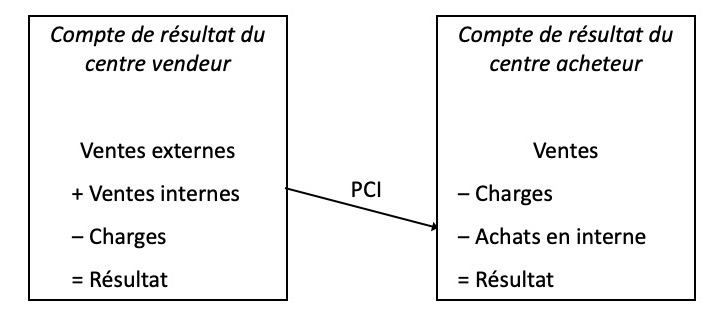 Compte de résultat du
centre vendeur
Ventes externes
+ Ventes internes
– Charges
= Résultat
PCI
Compte de résultat du
centre acheteur
Ventes
– Charges
– Achats en interne
= Résultat